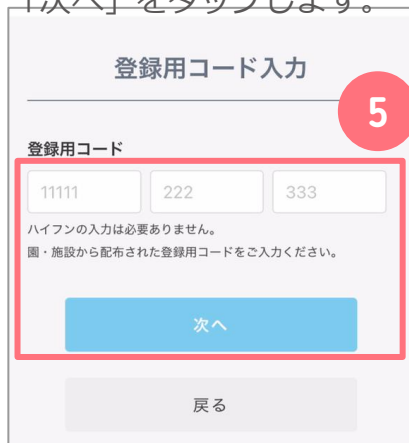 「次へ」をタップします。
登録用コード入力
5
登録用コード
11111 222 333
ハイフンの入力は必要ありません。
園・施設から配布された登録用コードをご入力ください。
次へ
戻る